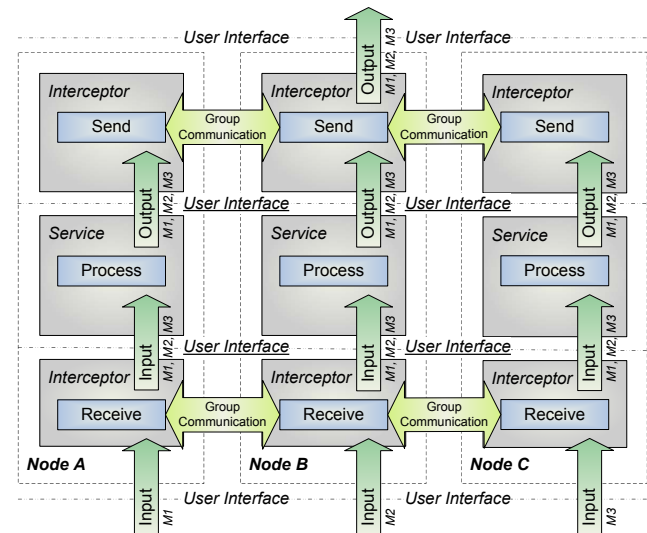 User Interface
User Interface
Output
M1, M2, M3
Interceptor
Interceptor
Interceptor
Send
Group
Communication
Send
Group
Communication
Send
Output
M1, M2, M3
Output
M1, M2, M3
Output
M1, M2, M3
User Interface
User Interface
Service
Service
Service
Process
Process
Process
Input
M1, M2, M3
Input
M1, M2, M3
Input
M1, M2, M3
User Interface
User Interface
Interceptor
Interceptor
Interceptor
Receive
Group
Communication
Receive
Group
Communication
Receive
Node A
Node B
Node C
Input
M1
User Interface
Input
M2
User Interface
Input
M3